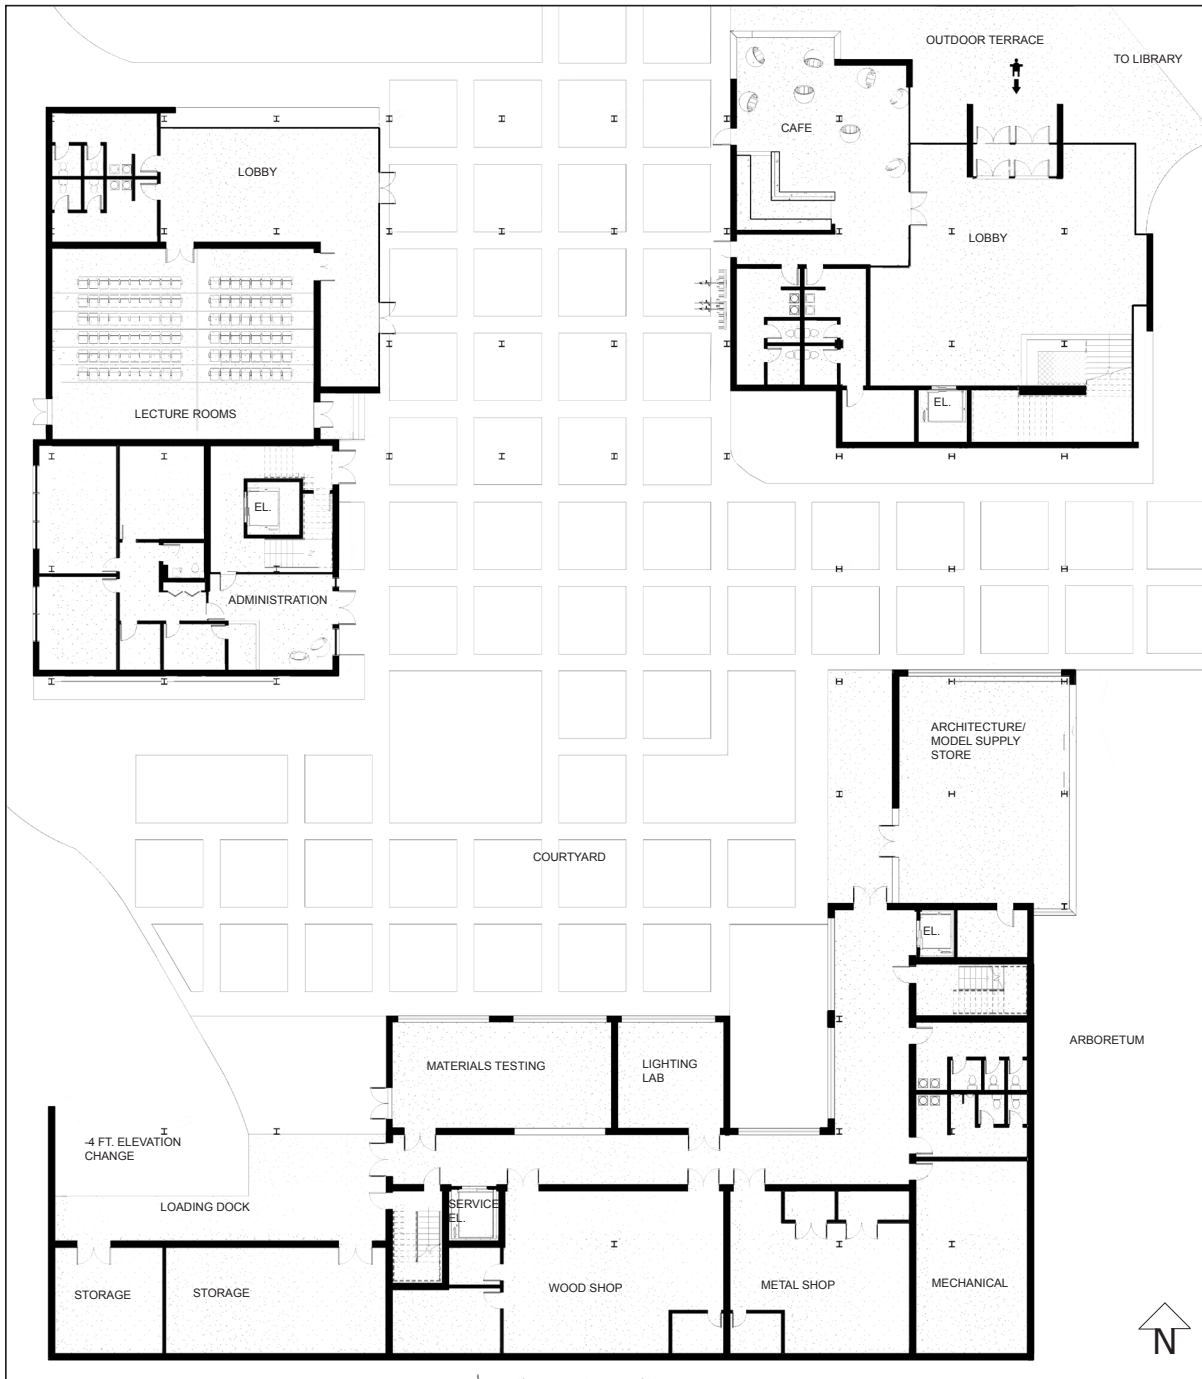 OUTDOOR TERRACE
TO LIBRARY
CAFE
LOBBY
LOBBY
EL.
LECTURE ROOMS
EL.
ADMINISTRATION
ARCHITECTURE/
MODEL SUPPLY
STORE
COURTYARD
EL.
ARBORETUM
MATERIALS TESTING
LIGHTING
LAB
-4 FT. ELEVATION
CHANGE
LOADING DOCK
SERVICE
EL.
STORAGE
STORAGE
WOOD SHOP
METAL SHOP
MECHANICAL
N